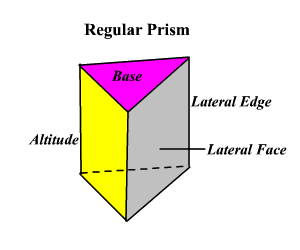 Regular Prism
Base
Lateral Edge
Altitude
Lateral Face